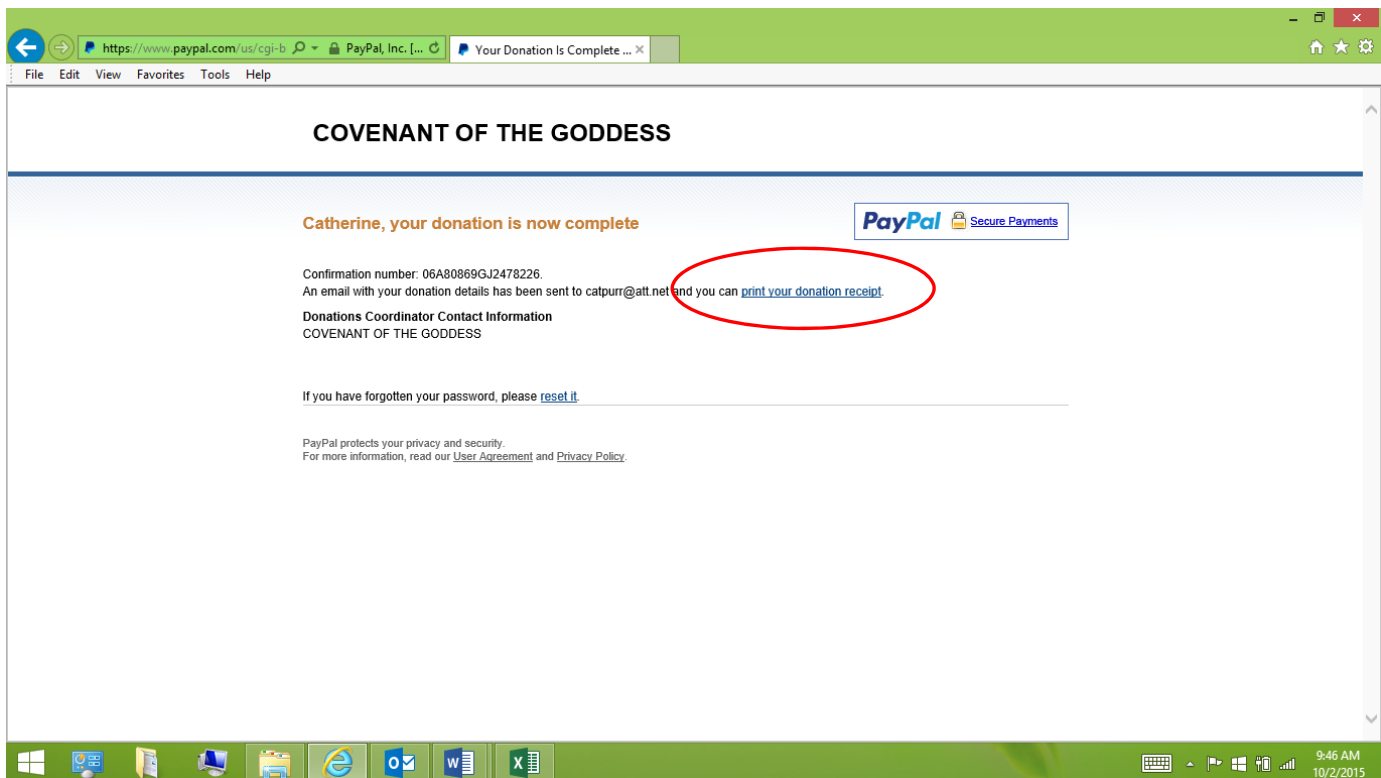 https://www.paypal.com/us/cgi-b
PayPal, Inc. [...
Your Donation Is Complete ...
File Edit View Favorites Tools Help
COVENANT OF THE GODDESS
Catherine, your donation is now complete
PayPal Secure Payments
Confirmation number: 06A80869GJ2478226.
An email with your donation details has been sent to catpurr@att.net and you can print your donation receipt.
Donations Coordinator Contact Information
COVENANT OF THE GODDESS
If you have forgotten your password, please reset it.
PayPal protects your privacy and security.
For more information, read our User Agreement and Privacy Policy.
9:46 AM
10/2/2015